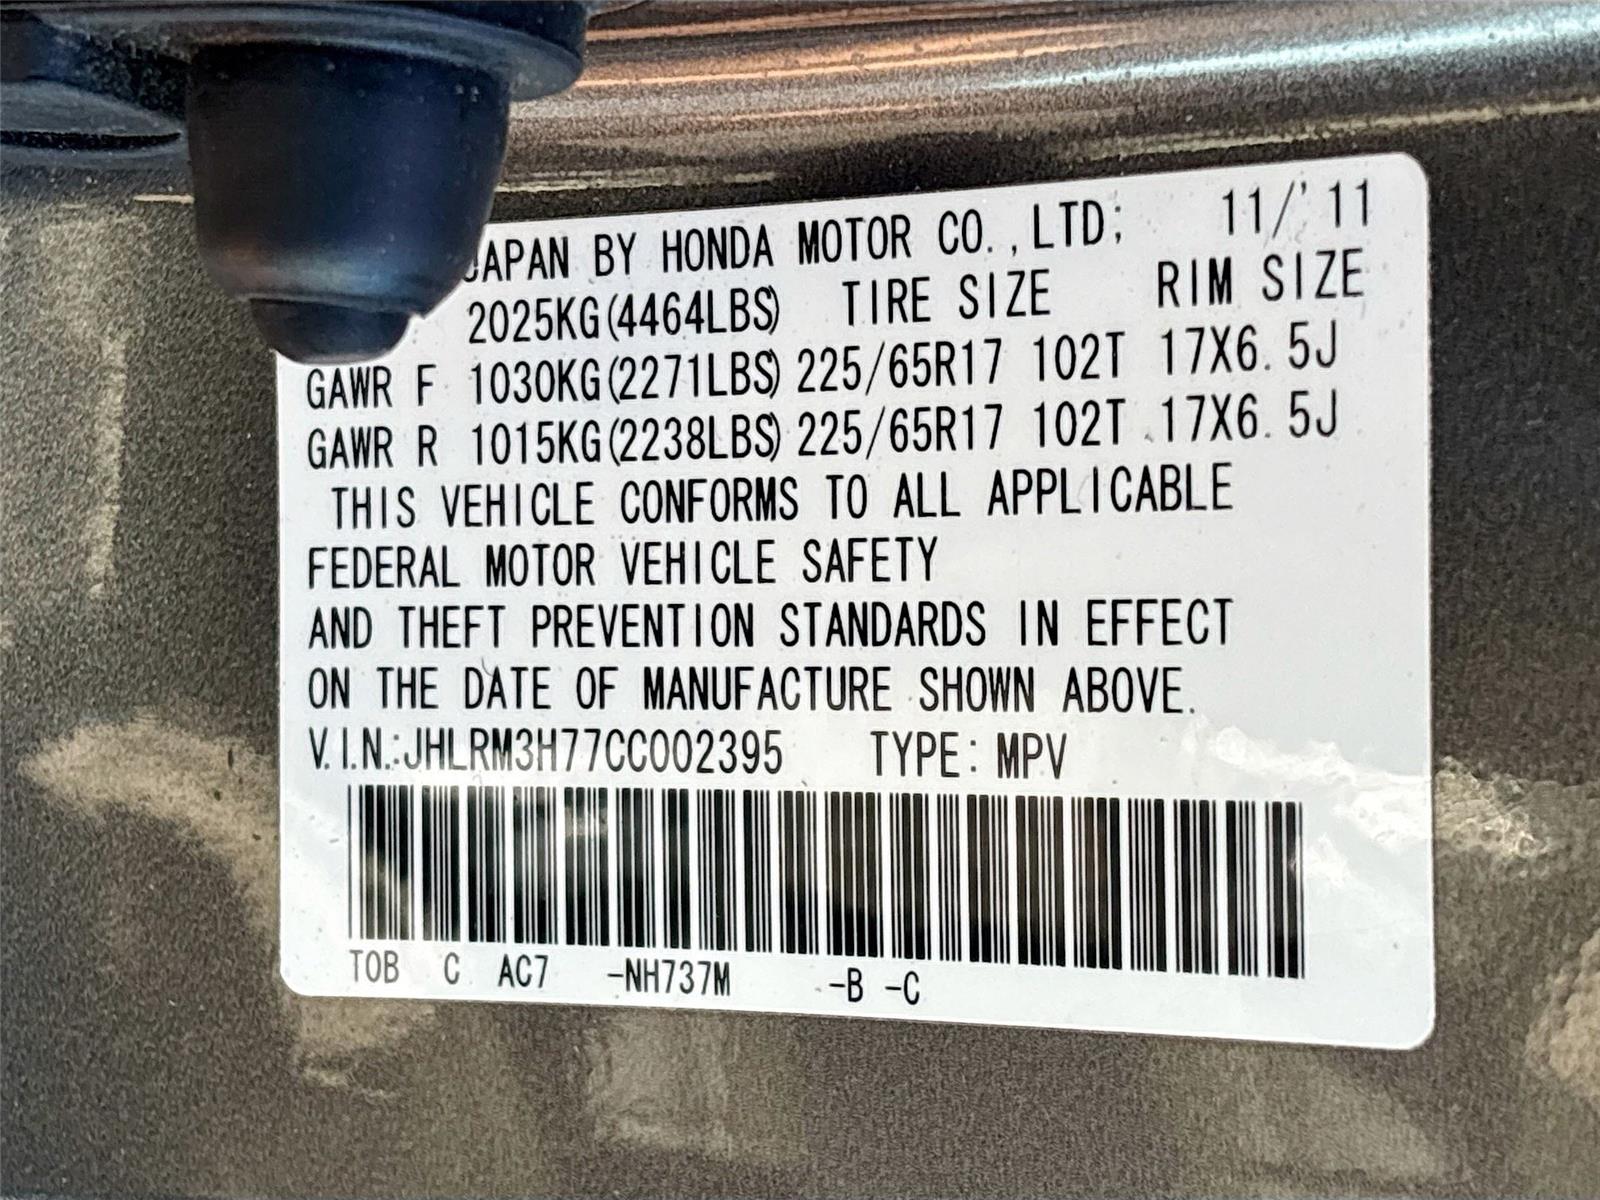 JAPAN BY HONDA MOTOR CO.,LTD; 11/'11
2025KG(4464LBS) TIRE SIZE RIM SIZE
GAWR F 1030KG(2271LBS) 225/65R17 102T 17X6.5J
GAWR R 1015KG(2238LBS) 225/65R17 102T 17X6.5J
THIS VEHICLE CONFORMS TO ALL APPLICABLE
FEDERAL MOTOR VEHICLE SAFETY
AND THEFT PREVENTION STANDARDS IN EFFECT
ON THE DATE OF MANUFACTURE SHOWN ABOVE.
V.I.N.:JHLRM3H77CC002395 TYPE: MPV
TOB C AC7 -NH737M -B -C